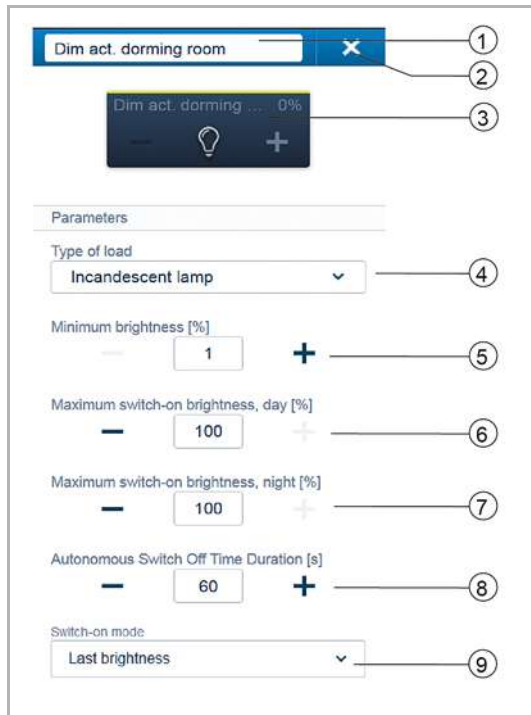 Dim act. dorming room
1
2
Dim act. dorming ... 0%
3
Parameters
Type of load
Incandescent lamp
4
Minimum brightness [%]
1
5
Maximum switch-on brightness, day [%]
100
6
Maximum switch-on brightness, night [%]
100
7
Autonomous Switch Off Time Duration [s]
60
8
Switch-on mode
Last brightness
9